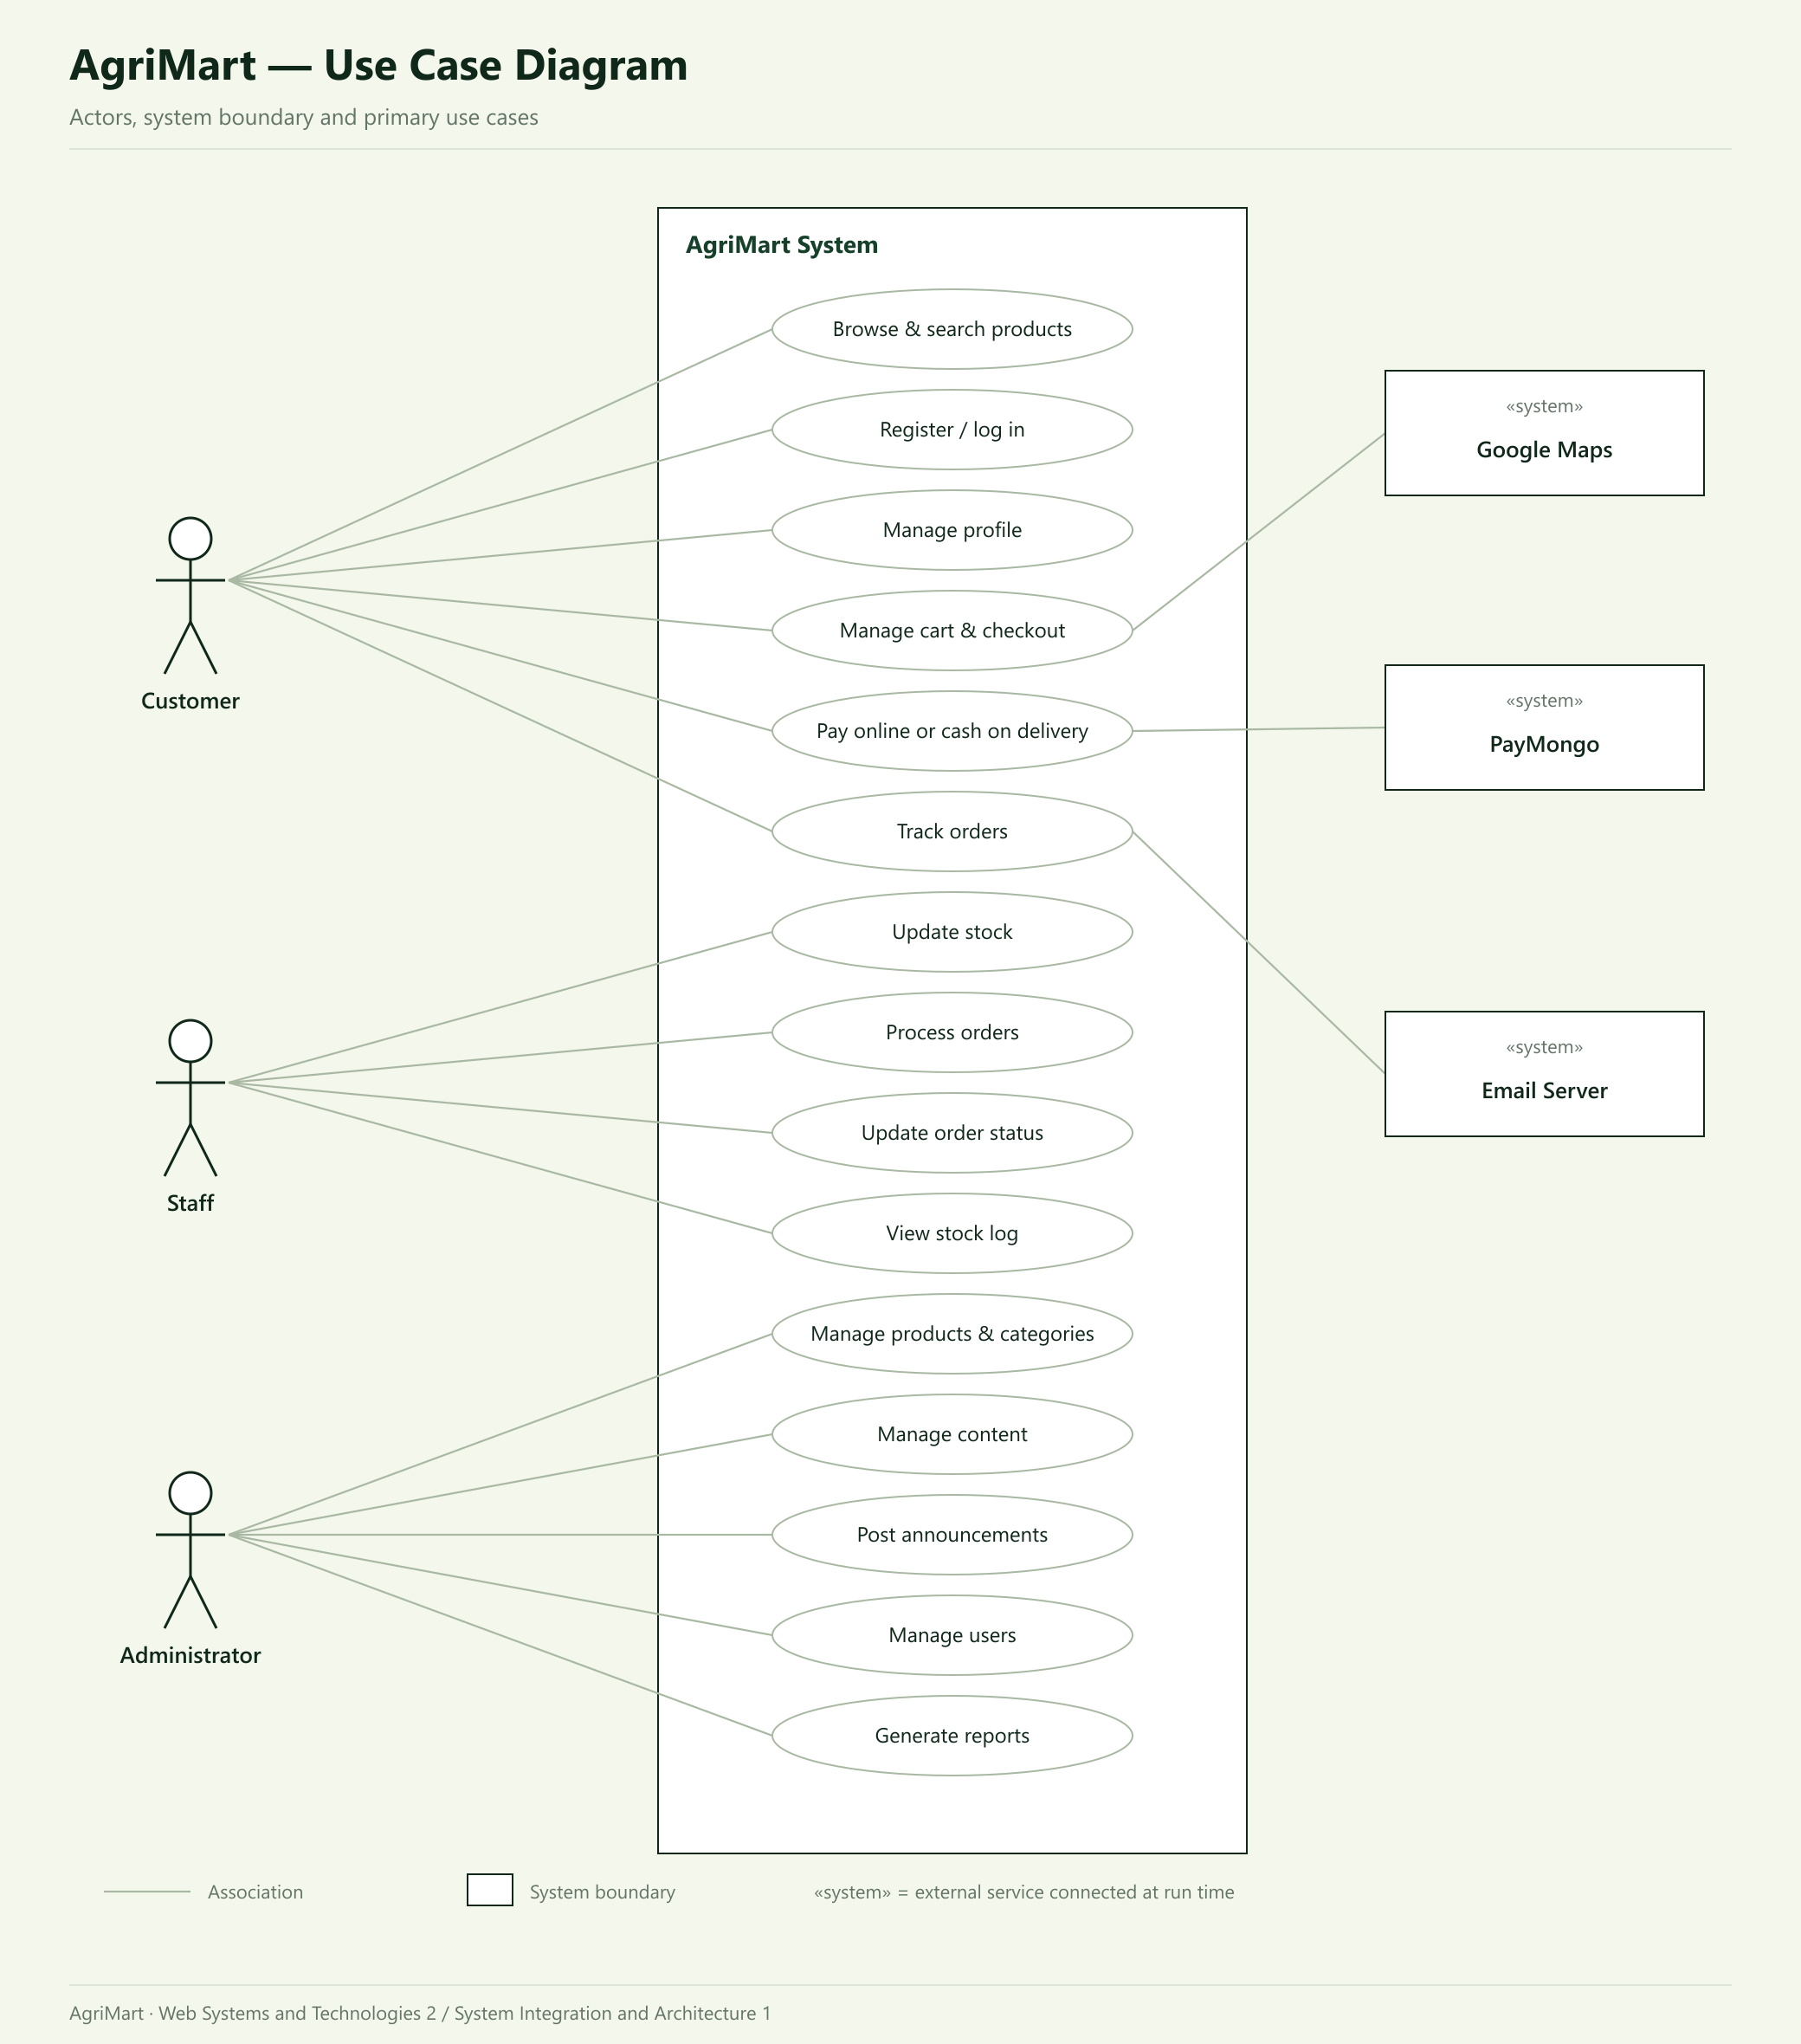 AgriMart — Use Case Diagram
Actors, system boundary and primary use cases
AgriMart System
Browse & search products
Register / log in
Manage profile
Manage cart & checkout
Pay online or cash on delivery
Track orders
Update stock
Process orders
Update order status
View stock log
Manage products & categories
Manage content
Post announcements
Manage users
Generate reports
Customer
Staff
Administrator
«system»
Google Maps
«system»
PayMongo
«system»
Email Server
Association
System boundary
«system» = external service connected at run time
AgriMart · Web Systems and Technologies 2 / System Integration and Architecture 1